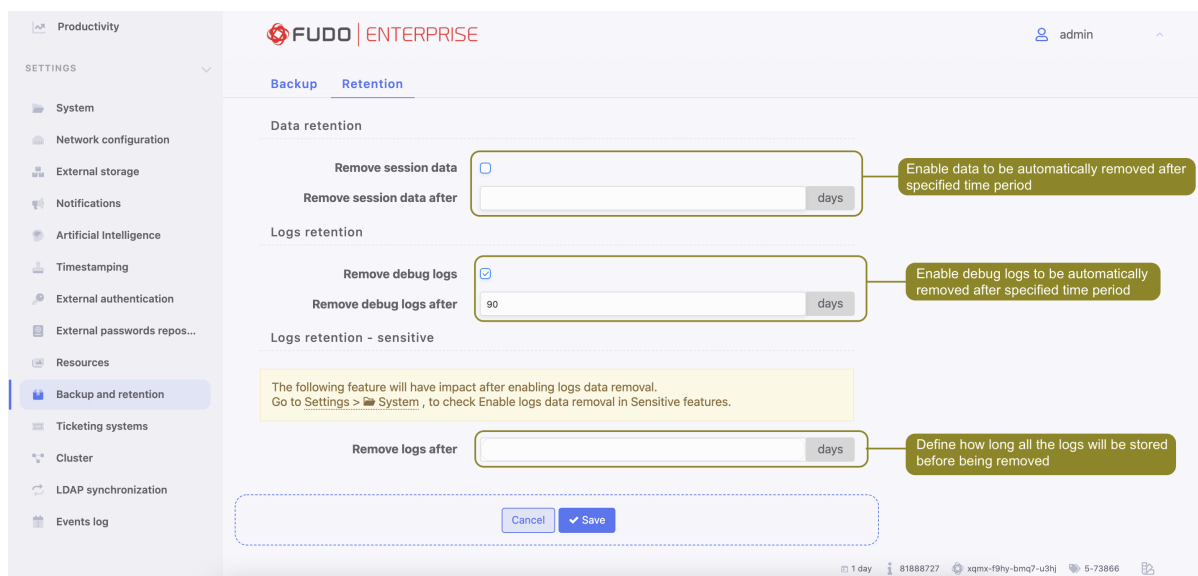 Productivity
SETTINGS
System
Network configuration
External storage
Notifications
Artificial Intelligence
Timestamping
External authentication
External passwords repos...
Resources
Backup and retention
Ticketing systems
Cluster
LDAP synchronization
Events log
FUDO ENTERPRISE
admin
Backup Retention
Data retention
Remove session data
Remove session data after days
Enable data to be automatically removed after
specified time period
Logs retention
Remove debug logs
Remove debug logs after 90 days
Enable debug logs to be automatically
removed after specified time period
Logs retention - sensitive
The following feature will have impact after enabling logs data removal.
Go to Settings > System , to check Enable logs data removal in Sensitive features.
Remove logs after days
Define how long all the logs will be stored
before being removed
Cancel Save
1 day 81888727 xqmx-f9hy-bmq7-u3hj 5-73866